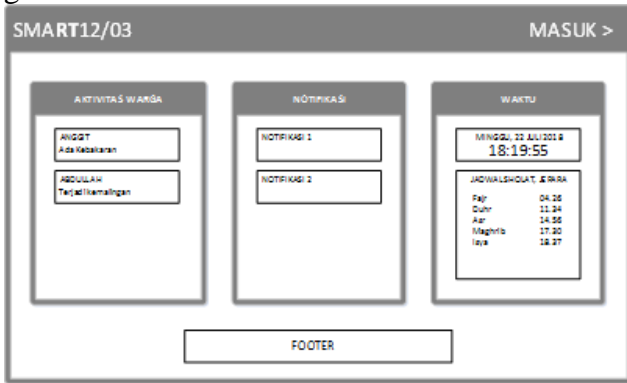 SMART12/03
MASUK >
AKTIVITAS WARGA
ANGGIT
Ada Kebakaran
ABDULLAH
Terjadi kemalingan
NOTIFIKASI
NOTIFIKASI 1
NOTIFIKASI 2
WAKTU
MINGGU, 22 JULI 2018
18:19:55
JADWAL SHOLAT, JEPARA
Fajr 04.26
Duhr 11.34
Asr 14.56
Maghrib 17.30
Isya 18.37
FOOTER